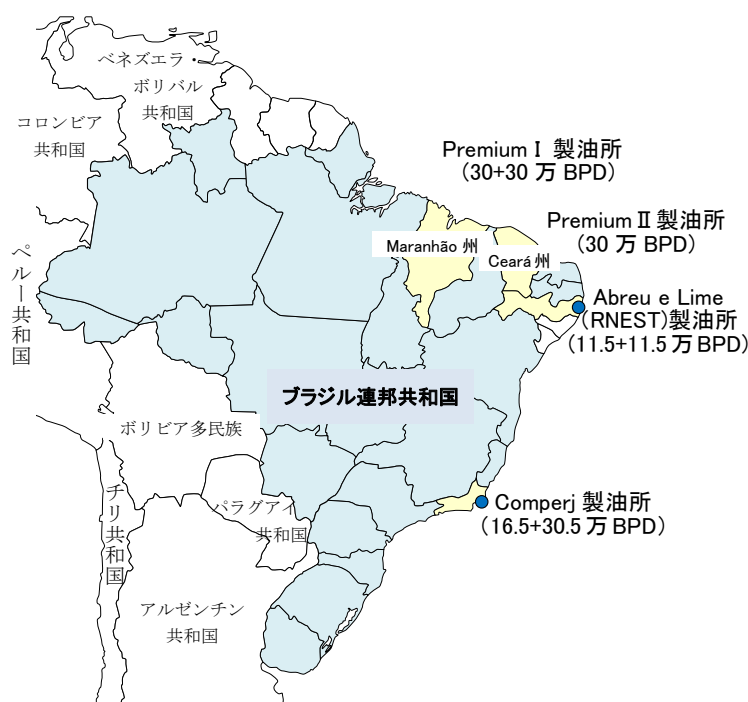 ベネズエラ・
ボリバル
共和国
コロンビア
共和国
Premium I 製油所
(30+30 万 BPD)
Premium II 製油所
(30 万 BPD)
Maranhão 州
Ceará 州
ペルー共和国
Abreu e Lime
(RNEST)製油所
(11.5+11.5 万 BPD)
ブラジル連邦共和国
ボリビア多民族
チリ共和国
パラグアイ
共和国
Comperj 製油所
(16.5+30.5 万 BPD)
アルゼンチン
共和国